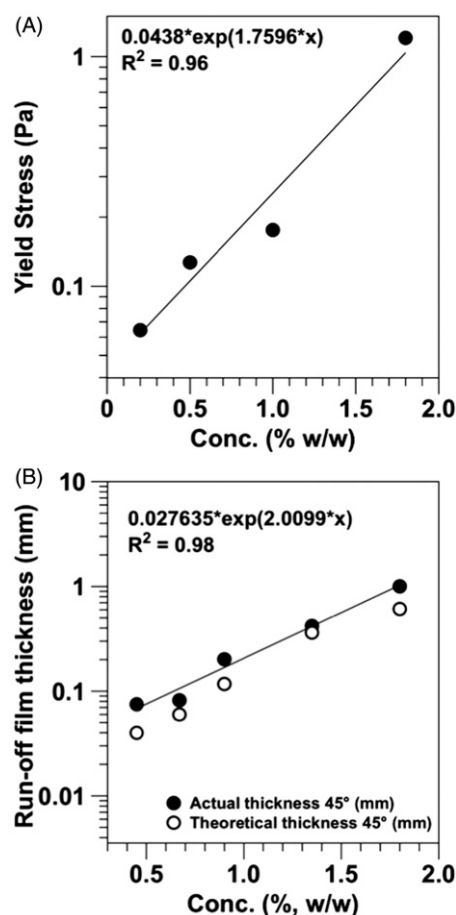 (A)
0.0438*exp(1.7596*x)
R² = 0.96
1
0.1
Yield Stress (Pa)
0 0.5 1.0 1.5 2.0
Conc. (% w/w)
(B)
10
0.027635*exp(2.0099*x)
R² = 0.98
1
0.1
0.01
Run-off film thickness (mm)
Actual thickness 45° (mm)
Theoretical thickness 45° (mm)
0.5 1.0 1.5 2.0
Conc. (%, w/w)